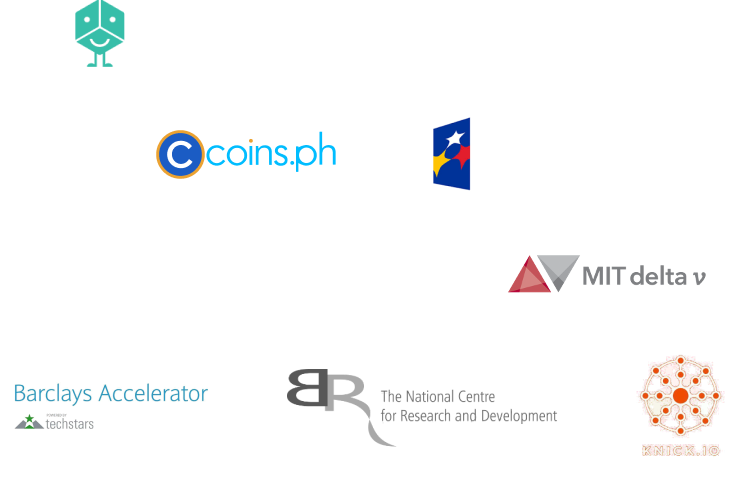 C coins.ph
MIT delta v
Barclays Accelerator
POWERED BY
techstars
The National Centre
for Research and Development
KNICK.IO